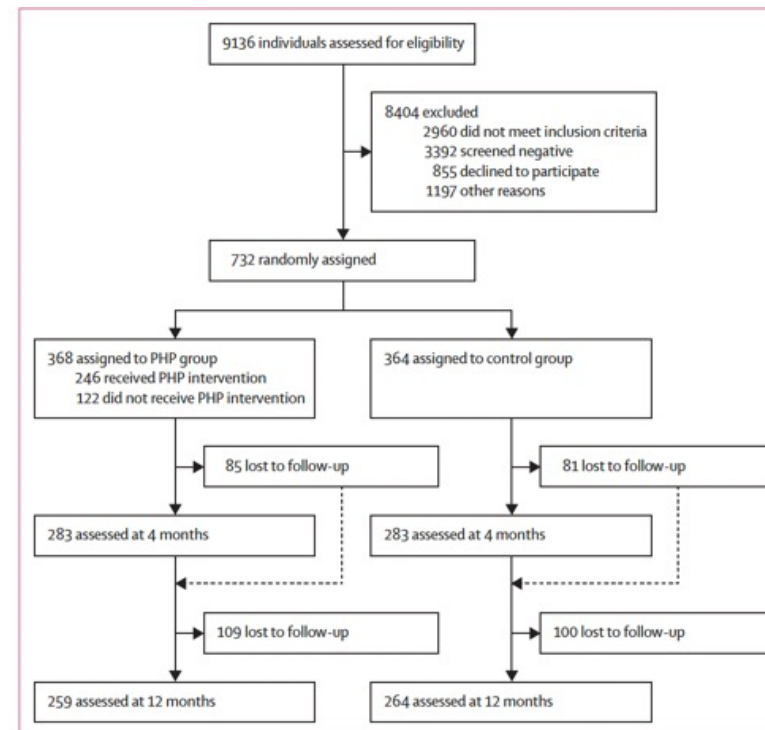 9136 individuals assessed for eligibility
8404 excluded
2960 did not meet inclusion criteria
3392 screened negative
855 declined to participate
1197 other reasons
732 randomly assigned
368 assigned to PHP group
246 received PHP intervention
122 did not receive PHP intervention
364 assigned to control group
85 lost to follow-up
81 lost to follow-up
283 assessed at 4 months
283 assessed at 4 months
109 lost to follow-up
100 lost to follow-up
259 assessed at 12 months
264 assessed at 12 months